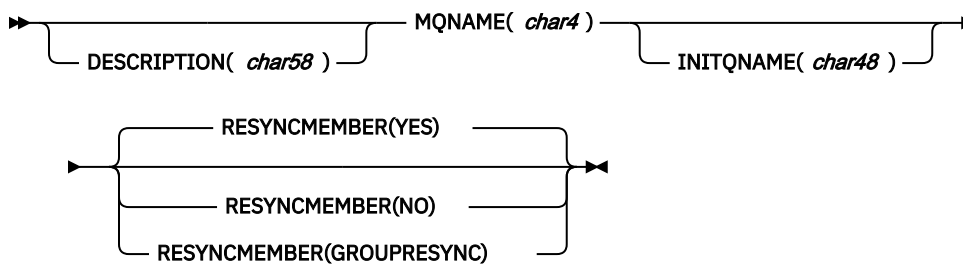 MQNAME( char4 )
DESCRIPTION( char58 )
INITQNAME( char48 )
RESYNCMEMBER(YES)
RESYNCMEMBER(NO)
RESYNCMEMBER(GROUPRESYNC)